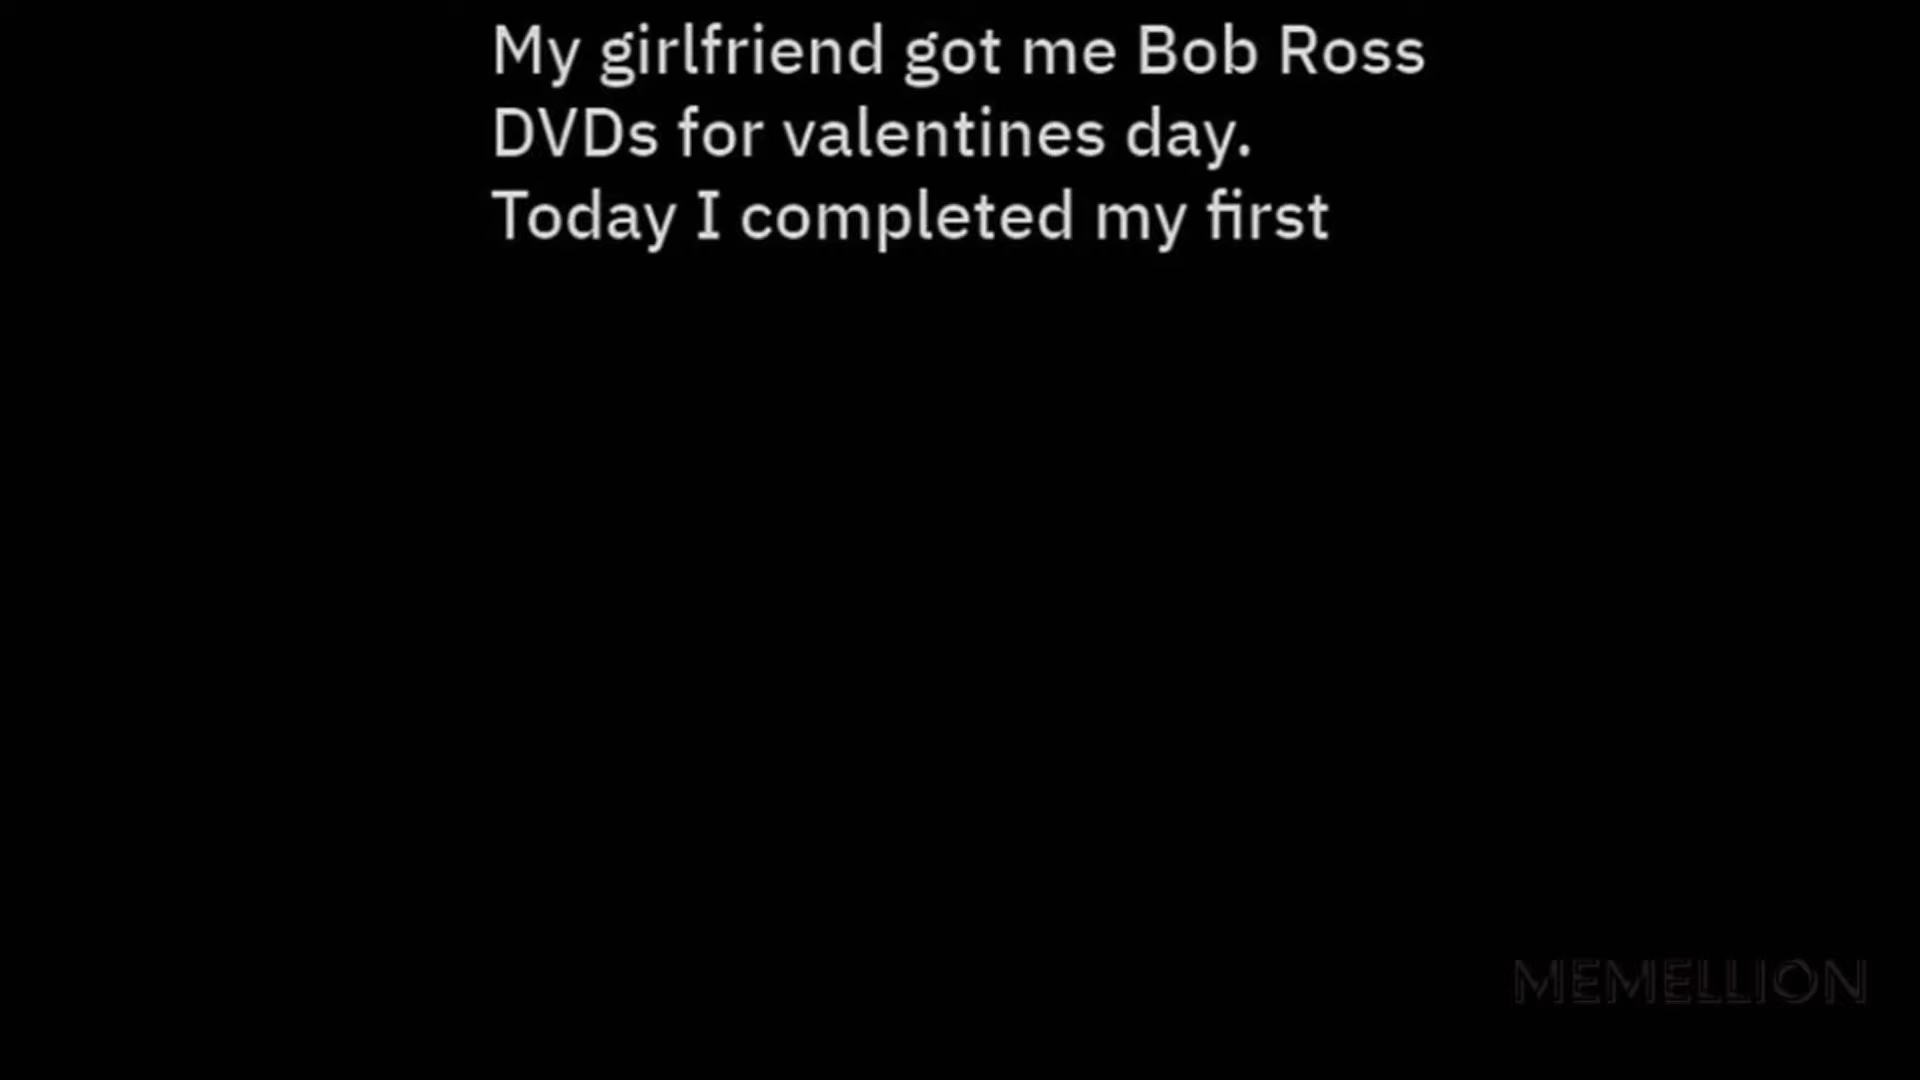 My girlfriend got me Bob Ross
DVDs for valentines day.
Today I completed my first
MEMELLION